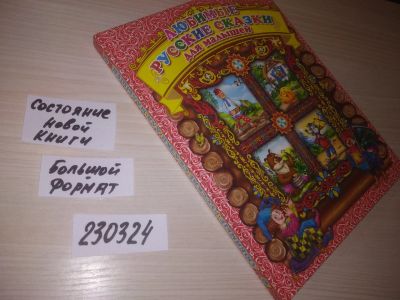 ЛЮБИМЫЕ
РУССКИЕ СКАЗКИ
ДЛЯ МАЛЫШЕЙ
СОСТОЯНИЕ
НОВОЙ
КНИГИ
БОЛЬШОЙ
ФОРМАТ
230324